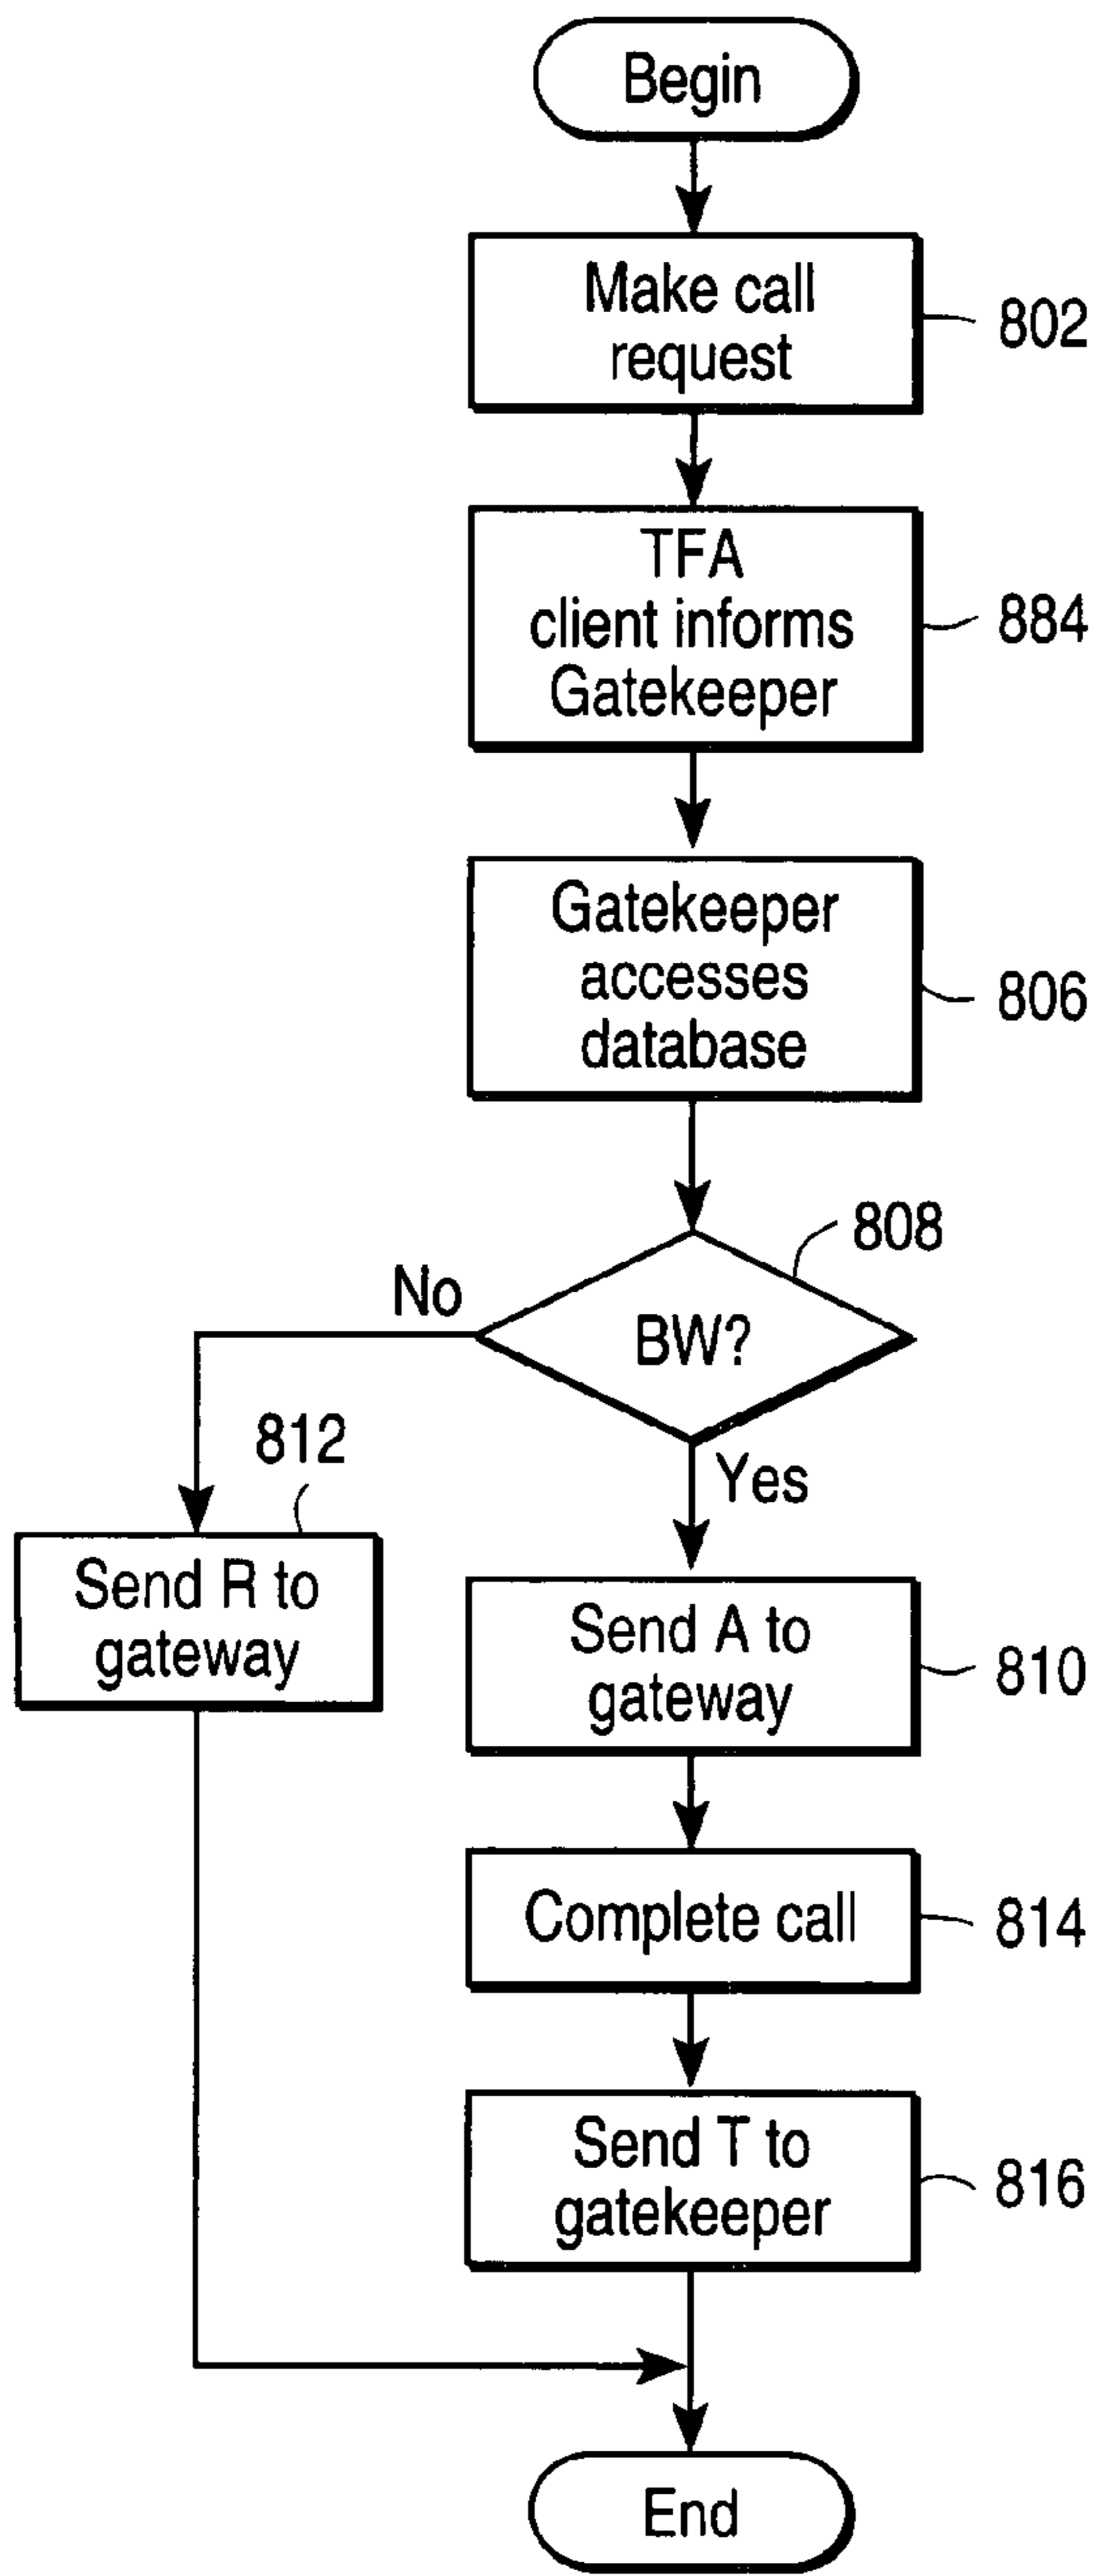 Begin
Make call
request
802
TFA
client informs
Gatekeeper
884
Gatekeeper
accesses
database
806
808
No
BW?
Yes
812
Send R to
gateway
Send A to
gateway
810
Complete call
814
Send T to
gatekeeper
816
End